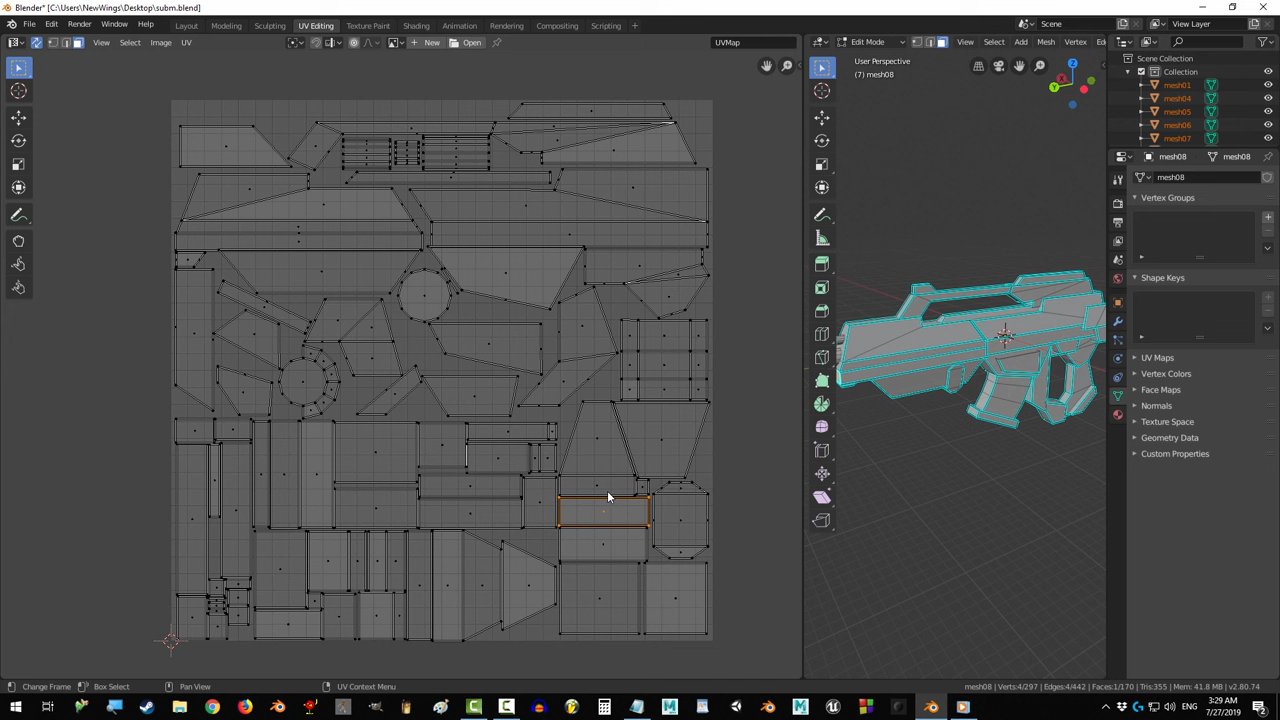 Blender* [C:\Users\NewWings\Desktop\subm.blend]
File Edit Render Window Help Layout Modeling Sculpting UV Editing Texture Paint Shading Animation Rendering Compositing Scripting Scene View Layer
View Select Image UV New Open UVMap Edit Mode View Select Add Mesh Vertex Ed
User Perspective
(7) mesh08
Z
Y
X
Scene Collection
Collection
mesh01
mesh04
mesh05
mesh06
mesh07
mesh08 mesh08
mesh08
Vertex Groups
Shape Keys
UV Maps
Vertex Colors
Face Maps
Normals
Texture Space
Geometry Data
Custom Properties
Change Frame Box Select Pan View UV Context Menu mesh08 | Verts:4/297 | Edges:4/442 | Faces:1/170 | Tris:355 | Mem: 41.8 MB | v2.80.74
3:29 AM
7/27/2019